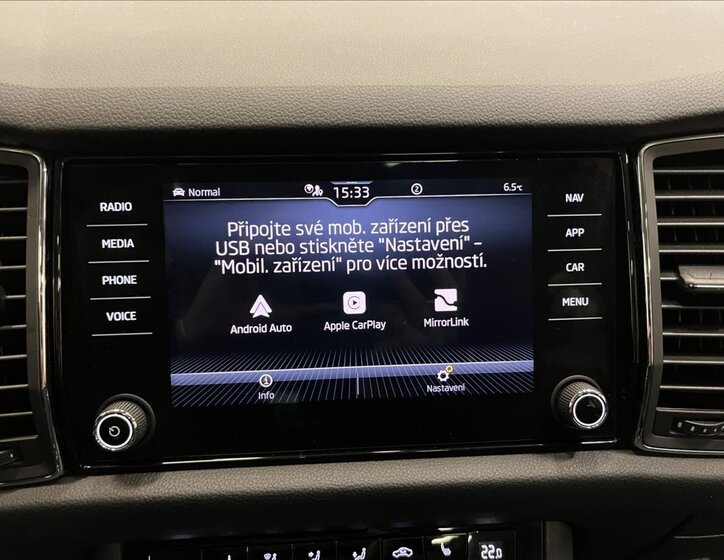 Normal
15:33
2
6.5°C
RADIO
MEDIA
PHONE
VOICE
NAV
APP
CAR
MENU
Připojte své mob. zařízení přes
USB nebo stiskněte "Nastavení" –
"Mobil. zařízení" pro více možností.
Android Auto
Apple CarPlay
MirrorLink
Info
Nastavení
22.0